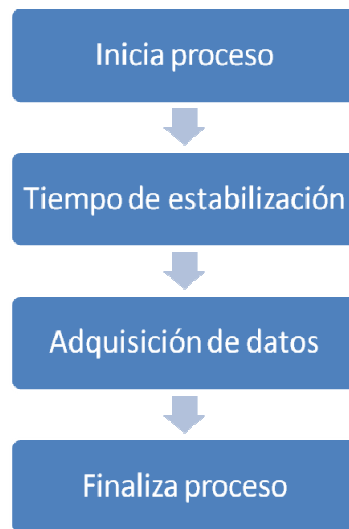 Inicia proceso
Tiempo de estabilización
Adquisición de datos
Finaliza proceso